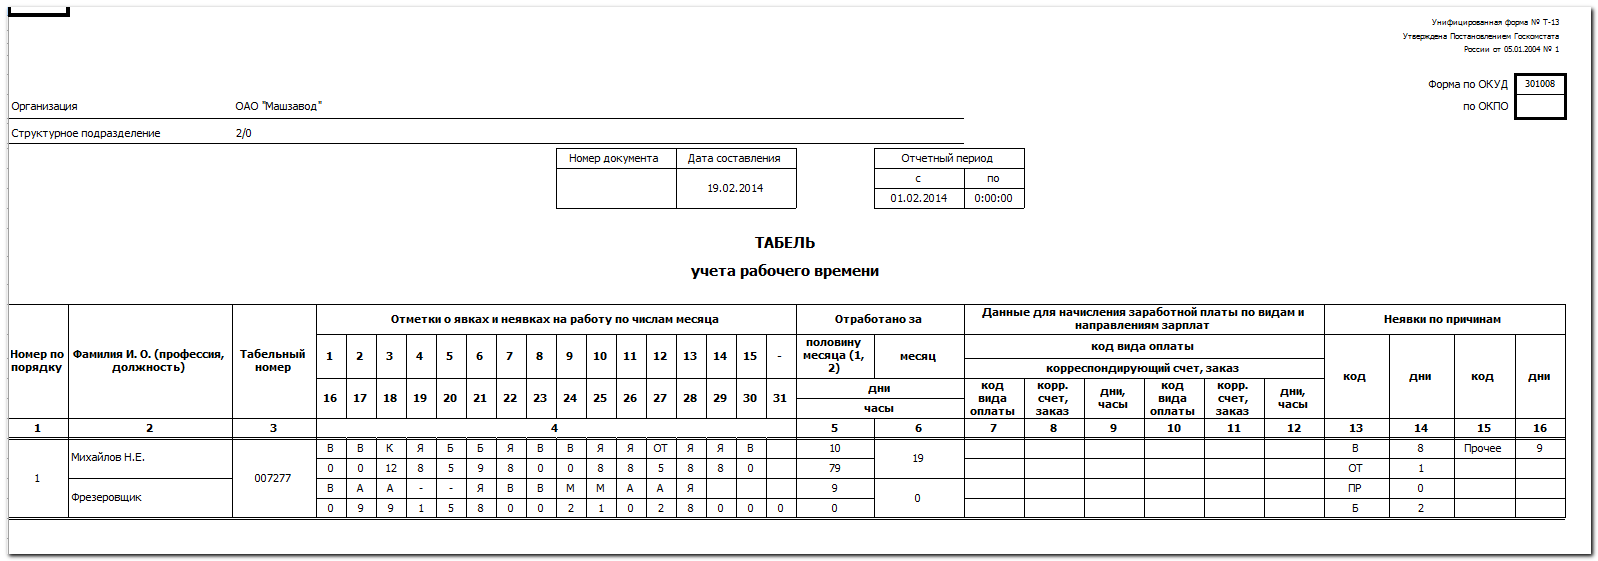 Унифицированная форма № Т-13
Утверждена Постановлением Госкомстата
России от 05.01.2004 № 1
Форма по ОКУД 301008
Организация ОАО "Машзавод" по ОКПО
Структурное подразделение 2/0
Номер документа Дата составления Отчетный период
с по
19.02.2014
01.02.2014 0:00:00
ТАБЕЛЬ
учета рабочего времени
Номер по порядку Фамилия И. О. (профессия, должность) Табельный номер Отметки о явках и неявках на работу по числам месяца Отработано за Данные для начисления заработной платы по видам и направлениям зарплат Неявки по причинам
1 2 3 4 5 6 7 8 9 10 11 12 13 14 15 - половину месяца (1, 2) месяц код вида оплаты код дни код дни
корреспондирующий счет, заказ
16 17 18 19 20 21 22 23 24 25 26 27 28 29 30 31 дни код вида оплаты корр. счет, заказ дни, часы код вида оплаты корр. счет, заказ дни, часы
часы
1 2 3 4 5 6 7 8 9 10 11 12 13 14 15 16
1 Михайлов Н.Е. 007277 В В К Я Б Б Я В В Я Я ОТ Я Я В 10 19 В 8 Прочее 9
0 0 12 8 5 9 8 0 0 8 8 5 8 8 0 79 ОТ 1
Фрезеровщик В А А - - Я В В М М А А Я 9 0 ПР 0
0 9 9 1 5 8 0 0 2 1 0 2 8 0 0 0 0 Б 2